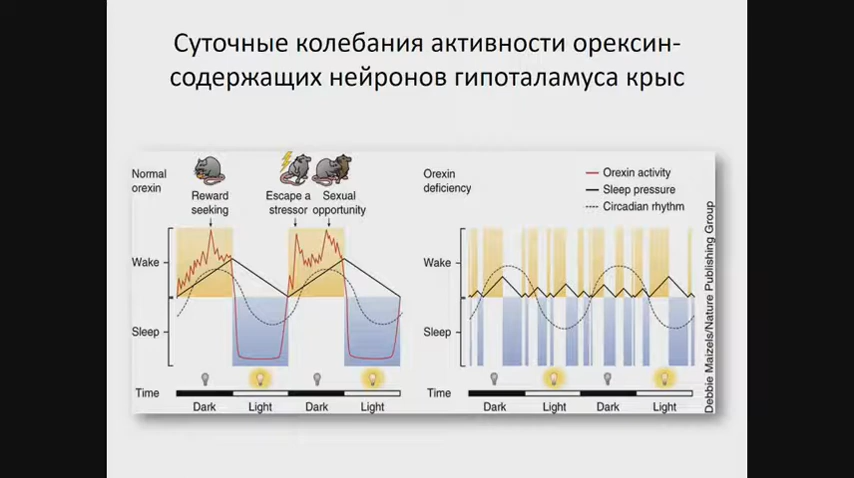 Суточные колебания активности орексин-
содержащих нейронов гипоталамуса крыс
Normal
orexin
Reward
seeking
Escape a
stressor
Sexual
opportunity
Wake
Sleep
Time
Dark
Light
Dark
Light
Orexin
deficiency
Orexin activity
Sleep pressure
Circadian rhythm
Wake
Sleep
Time
Dark
Light
Dark
Light
Debbie Maizels/Nature Publishing Group